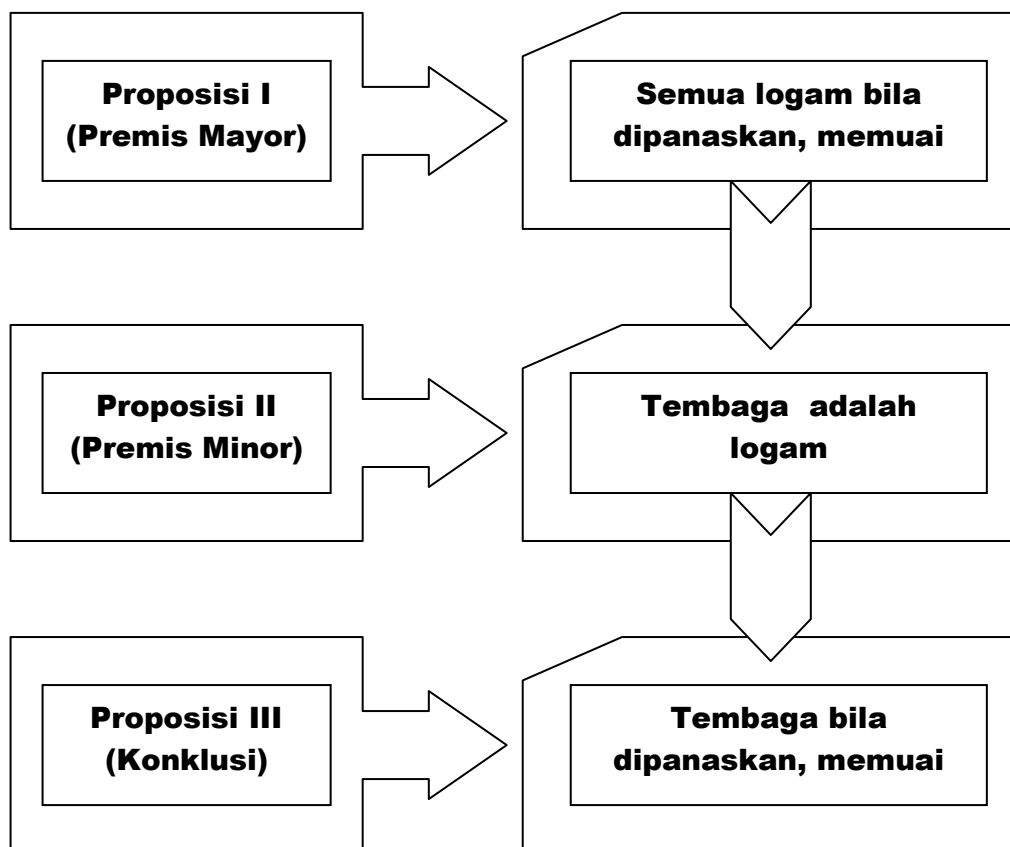 Proposisi I
(Premis Mayor)
Semua logam bila
dipanaskan, memuai
Proposisi II
(Premis Minor)
Tembaga  adalah
logam
Proposisi III
(Konklusi)
Tembaga bila
dipanaskan, memuai